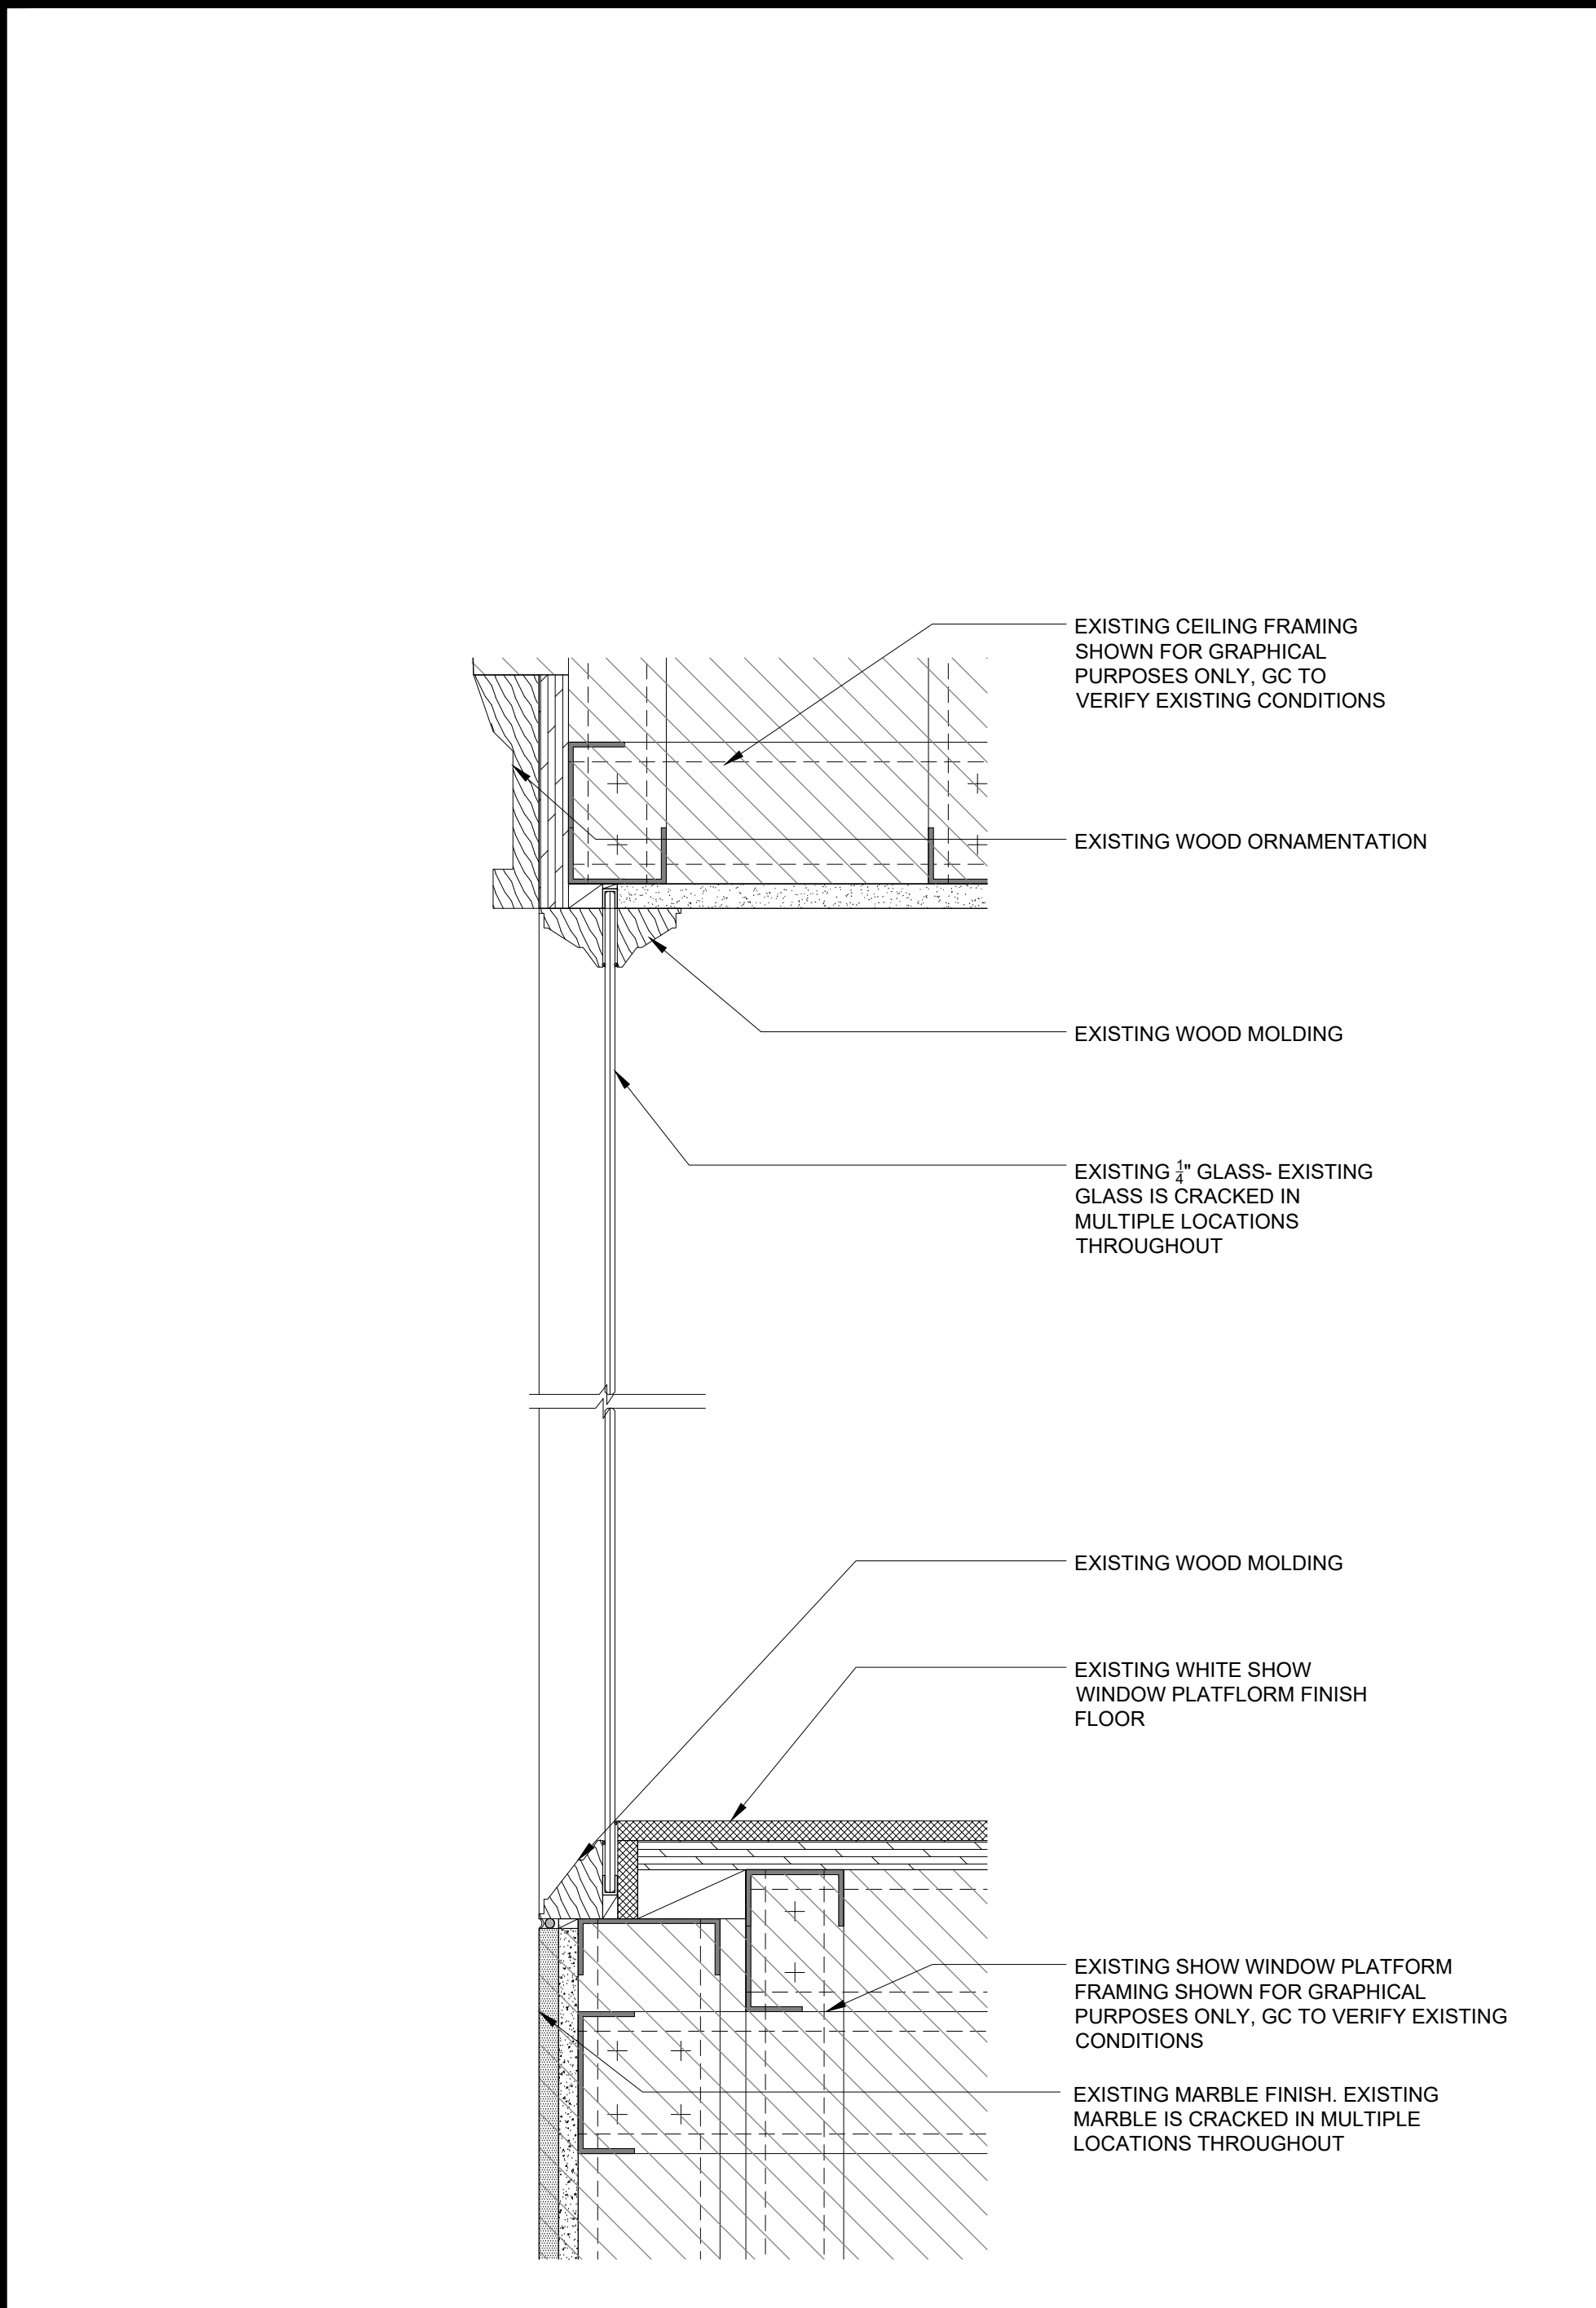 EXISTING CEILING FRAMING
SHOWN FOR GRAPHICAL
PURPOSES ONLY, GC TO
VERIFY EXISTING CONDITIONS
EXISTING WOOD ORNAMENTATION
EXISTING WOOD MOLDING
EXISTING 1/4" GLASS- EXISTING
GLASS IS CRACKED IN
MULTIPLE LOCATIONS
THROUGHOUT
EXISTING WOOD MOLDING
EXISTING WHITE SHOW
WINDOW PLATFLORM FINISH
FLOOR
EXISTING SHOW WINDOW PLATFORM
FRAMING SHOWN FOR GRAPHICAL
PURPOSES ONLY, GC TO VERIFY EXISTING
CONDITIONS
EXISTING MARBLE FINISH. EXISTING
MARBLE IS CRACKED IN MULTIPLE
LOCATIONS THROUGHOUT